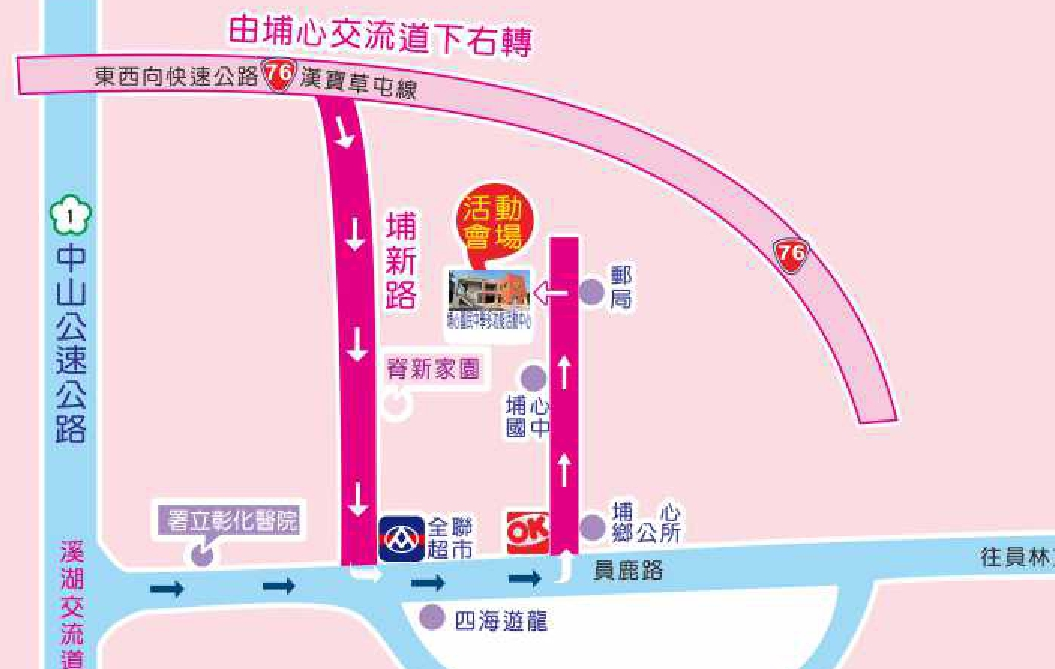 由埔心交流道下右轉
東西向快速公路 76 漢寶草屯線
1
中山公速公路
活動
會場
埔新路
76
郵局
脊新家園
埔心
國中
署立彰化醫院
全聯
超市
OK
埔心
鄉公所
員鹿路
往員林
溪湖交流道
四海遊龍